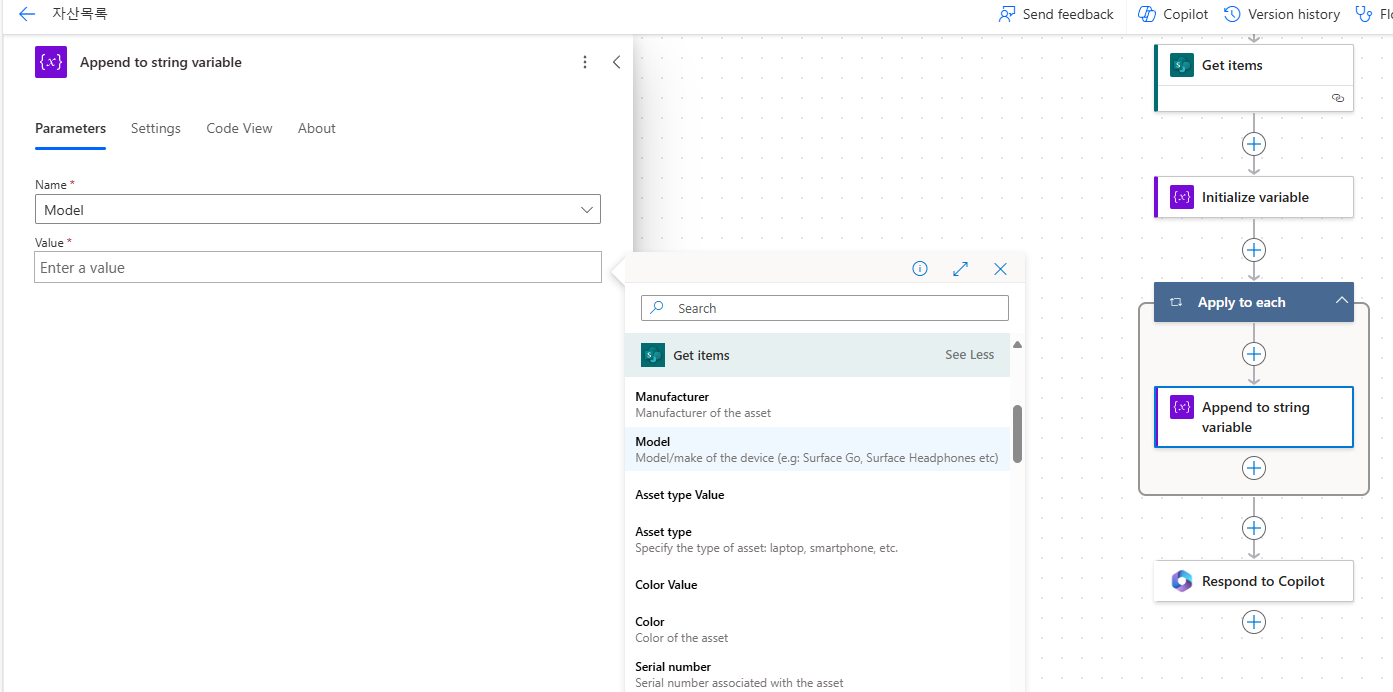 자산목록
Send feedback
Copilot
Version history
Append to string variable
Parameters
Settings
Code View
About
Name *
Model
Value *
Enter a value
Search
Get items
See Less
Manufacturer
Manufacturer of the asset
Model
Model/make of the device (e.g: Surface Go, Surface Headphones etc)
Asset type Value
Asset type
Specify the type of asset: laptop, smartphone, etc.
Color Value
Color
Color of the asset
Serial number
Serial number associated with the asset
Get items
Initialize variable
Apply to each
Append to string
variable
Respond to Copilot